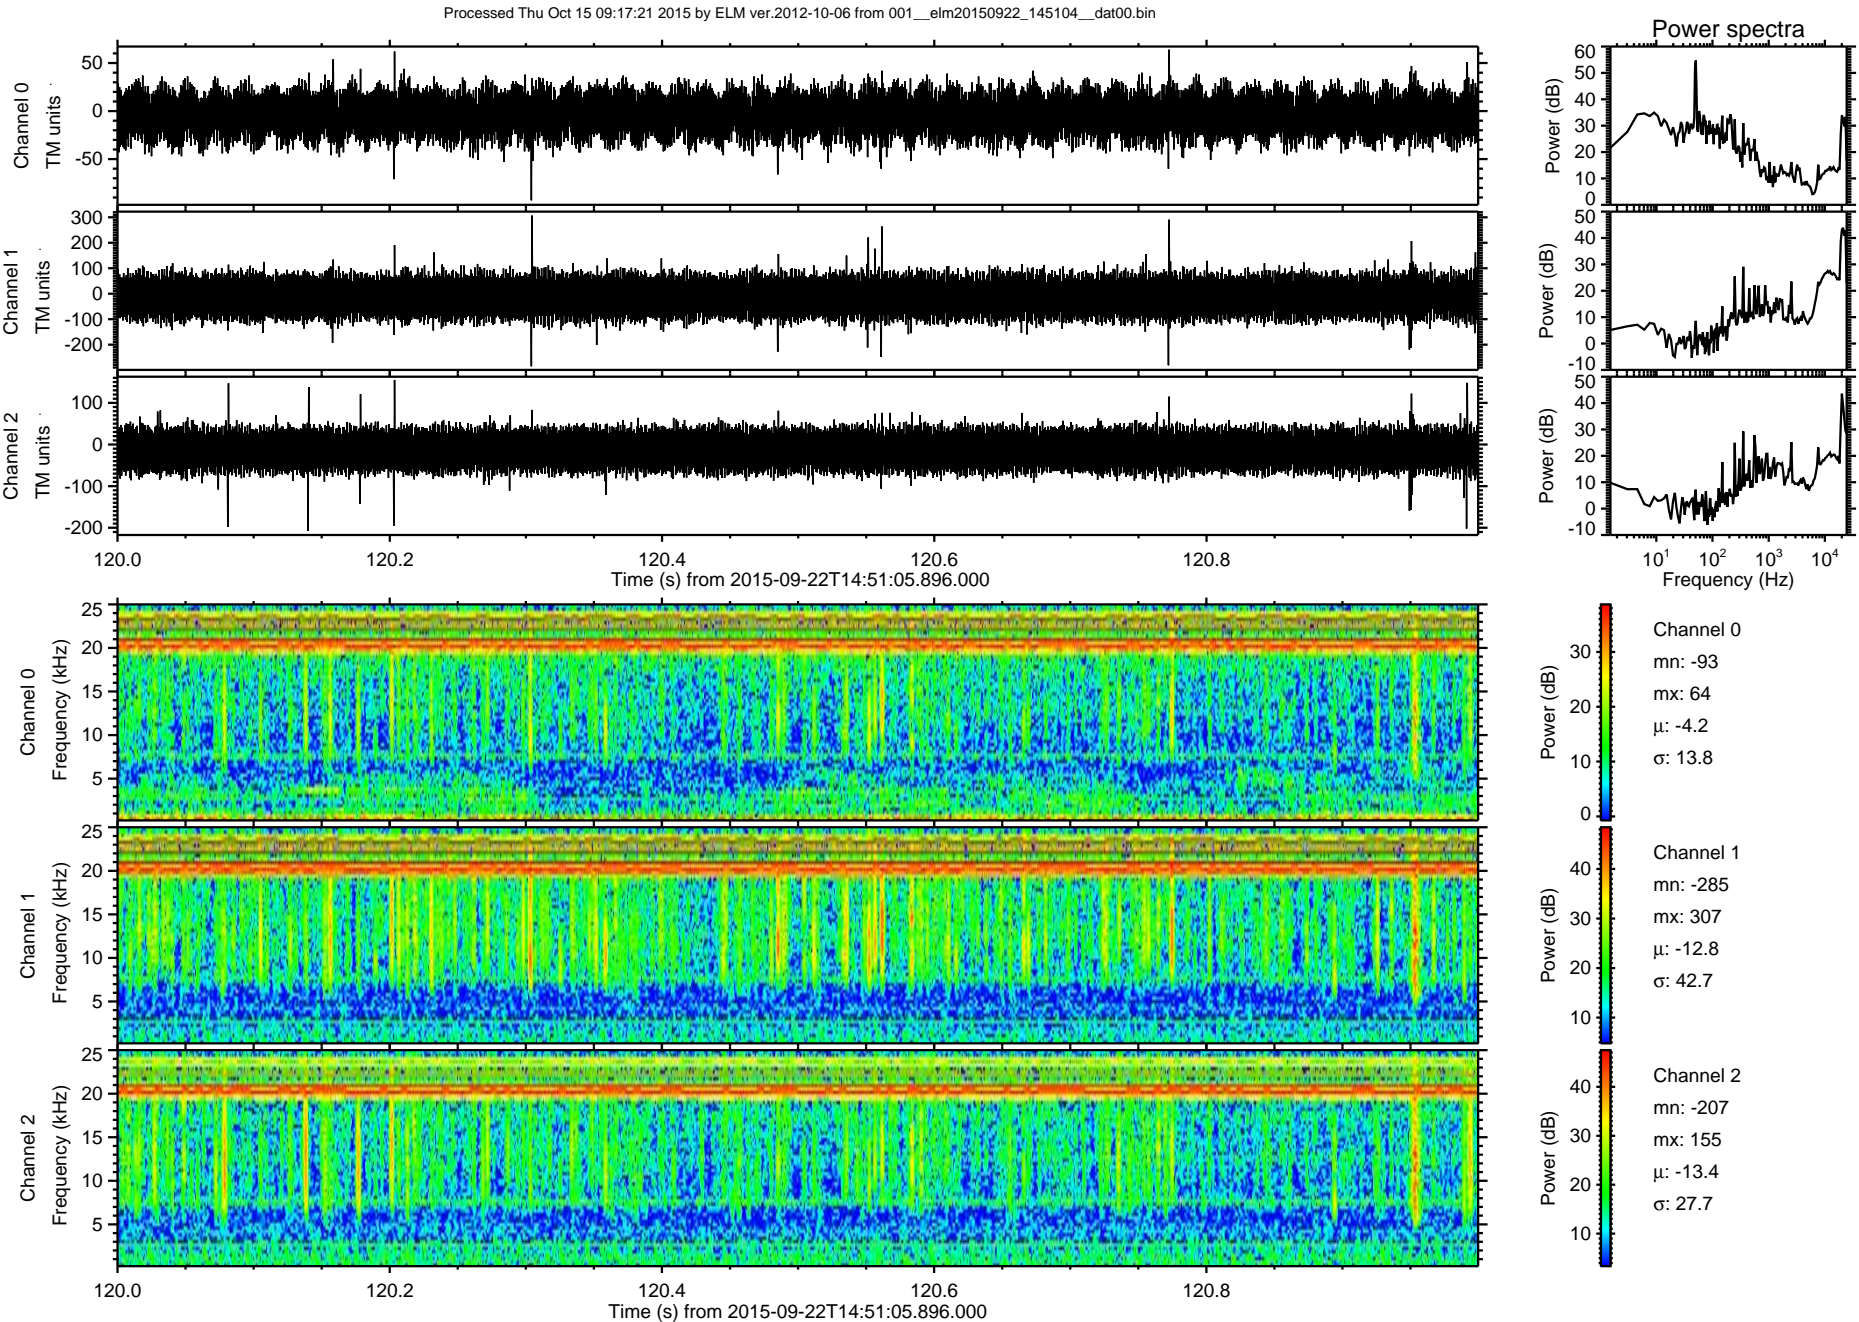 Processed Thu Oct 15 09:17:21 2015 by ELM ver.2012-10-06 from 001__elm20150922_145104__dat00.bin
Power spectra
Channel 0
TM units
50
0
-50
Power (dB)
60
50
40
30
20
10
0
Channel 1
TM units
300
200
100
0
-100
-200
Power (dB)
50
40
30
20
10
0
-10
Channel 2
TM units
100
0
-100
-200
Power (dB)
50
40
30
20
10
0
-10
120.0 120.2 120.4 120.6 120.8
Time (s) from 2015-09-22T14:51:05.896.000
10¹ 10² 10³ 10⁴
Frequency (Hz)
Channel 0
Frequency (kHz)
25
20
15
10
5
Power (dB)
30
20
10
0
Channel 0
mn: -93
mx: 64
μ: -4.2
σ: 13.8
Channel 1
Frequency (kHz)
25
20
15
10
5
Power (dB)
40
30
20
10
Channel 1
mn: -285
mx: 307
μ: -12.8
σ: 42.7
Channel 2
Frequency (kHz)
25
20
15
10
5
Power (dB)
40
30
20
10
Channel 2
mn: -207
mx: 155
μ: -13.4
σ: 27.7
120.0 120.2 120.4 120.6 120.8
Time (s) from 2015-09-22T14:51:05.896.000